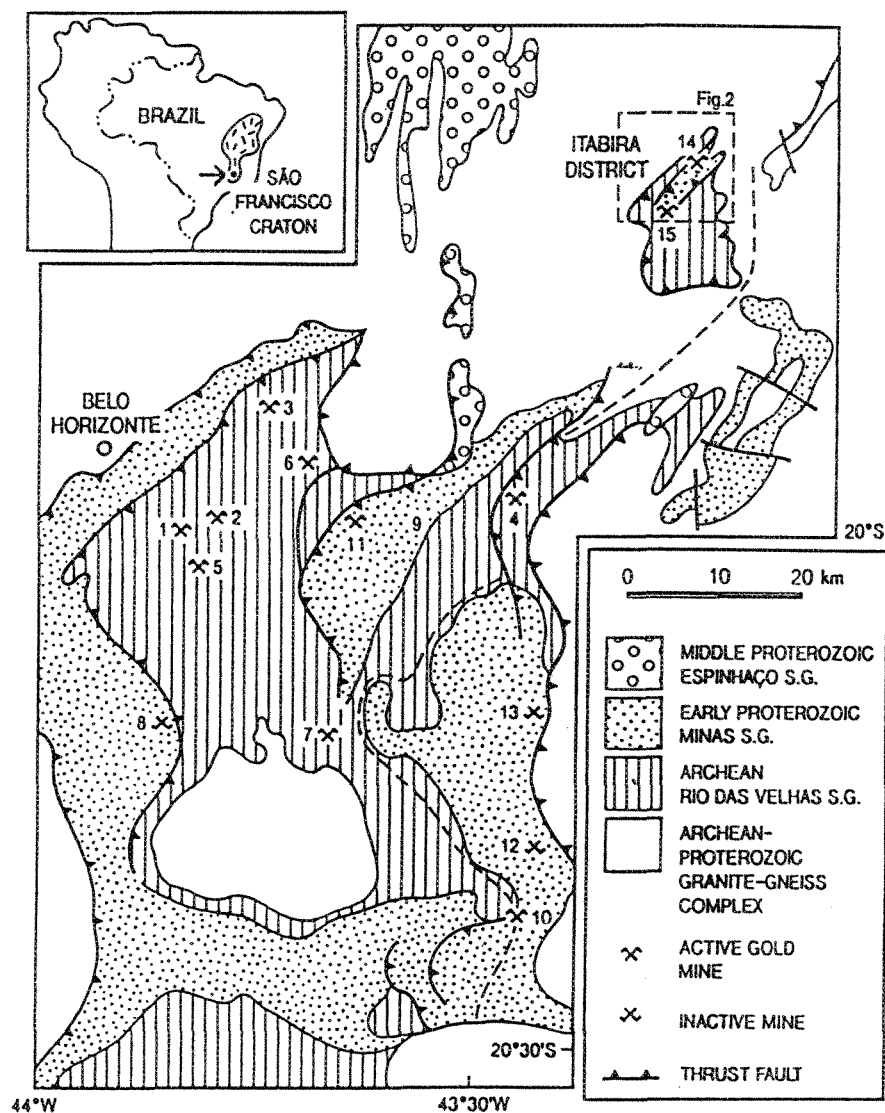 BRAZIL
SÃO
FRANCISCO
CRATON
Fig.2
ITABIRA
DISTRICT
14
15
BELO
HORIZONTE
3
6
1
2
5
11
9
4
20°S
8
7
13
12
10
20°30'S
44°W
43°30'W
0 10 20 km
MIDDLE PROTEROZOIC
ESPINHAÇO S.G.
EARLY PROTEROZOIC
MINAS S.G.
ARCHEAN
RIO DAS VELHAS S.G.
ARCHEAN-
PROTEROZOIC
GRANITE-GNEISS
COMPLEX
ACTIVE GOLD
MINE
INACTIVE MINE
THRUST FAULT